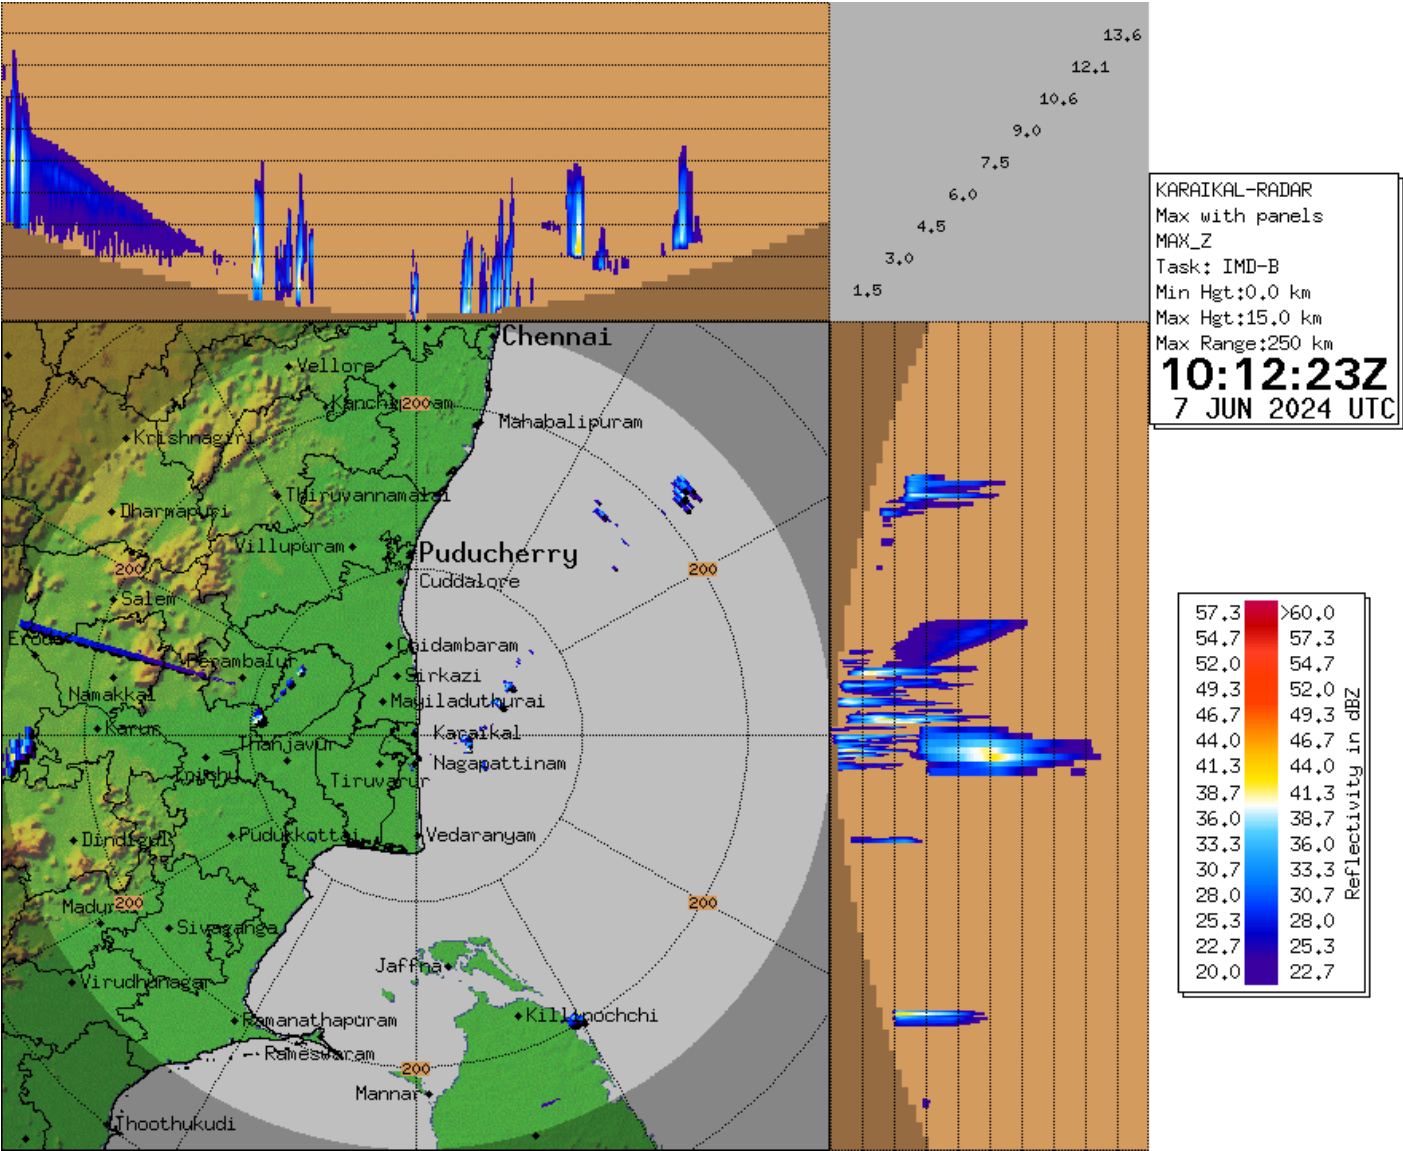 13.6
12.1
10.6
9.0
7.5
6.0
4.5
3.0
1.5
KARAIKAL-RADAR
Max with panels
MAX_Z
Task: IMD-B
Min Hgt:0.0 km
Max Hgt:15.0 km
Max Range:250 km
10:12:23Z
7 JUN 2024 UTC
Chennai
Vellore
200
Mahabalipuram
Krishnagiri
Thiruvannamalai
Dharmapuri
Villupuram
Puducherry
200
200
Cuddalore
Salem
Erode
Chidambaram
Perambalur
Sirkazi
Namakkal
Mayiladuthurai
Karur
Karaikal
Thanjavur
Nagapattinam
Tiruvarur
Pudukkottai
Vedaranyam
Dindigul
200
200
Sivaganga
Jaffna
Virudhunagar
Ramanathapuram
Killinochchi
Rameswaram
200
Mannar
Thoothukudi
57.3 >60.0
54.7 57.3
52.0 54.7
49.3 52.0
46.7 49.3
44.0 46.7
41.3 44.0
38.7 41.3
36.0 38.7
33.3 36.0
30.7 33.3
28.0 30.7
25.3 28.0
22.7 25.3
20.0 22.7
Reflectivity in dBZ